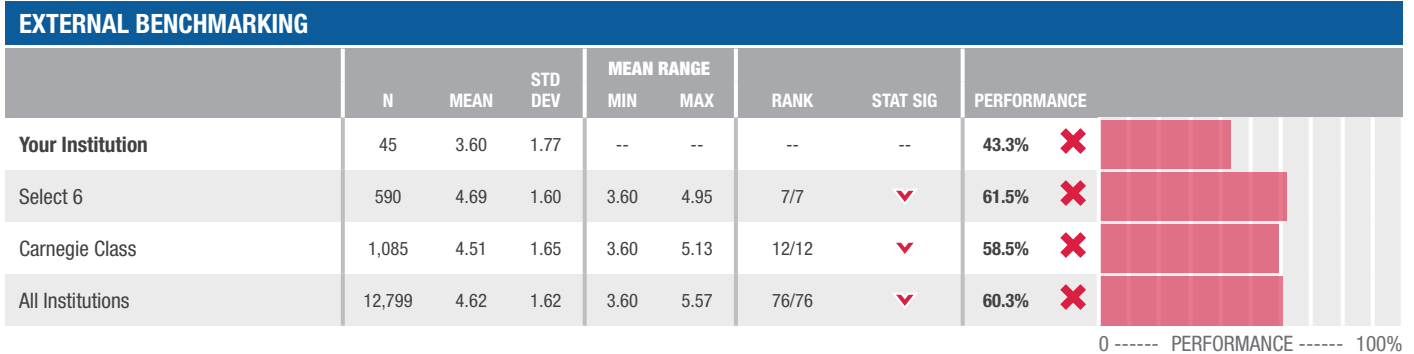 EXTERNAL BENCHMARKING
N MEAN STD DEV MEAN RANGE MIN MAX RANK STAT SIG PERFORMANCE
Your Institution 45 3.60 1.77 -- -- -- -- 43.3%
Select 6 590 4.69 1.60 3.60 4.95 7/7 61.5%
Carnegie Class 1,085 4.51 1.65 3.60 5.13 12/12 58.5%
All Institutions 12,799 4.62 1.62 3.60 5.57 76/76 60.3%
0 ------ PERFORMANCE ------ 100%